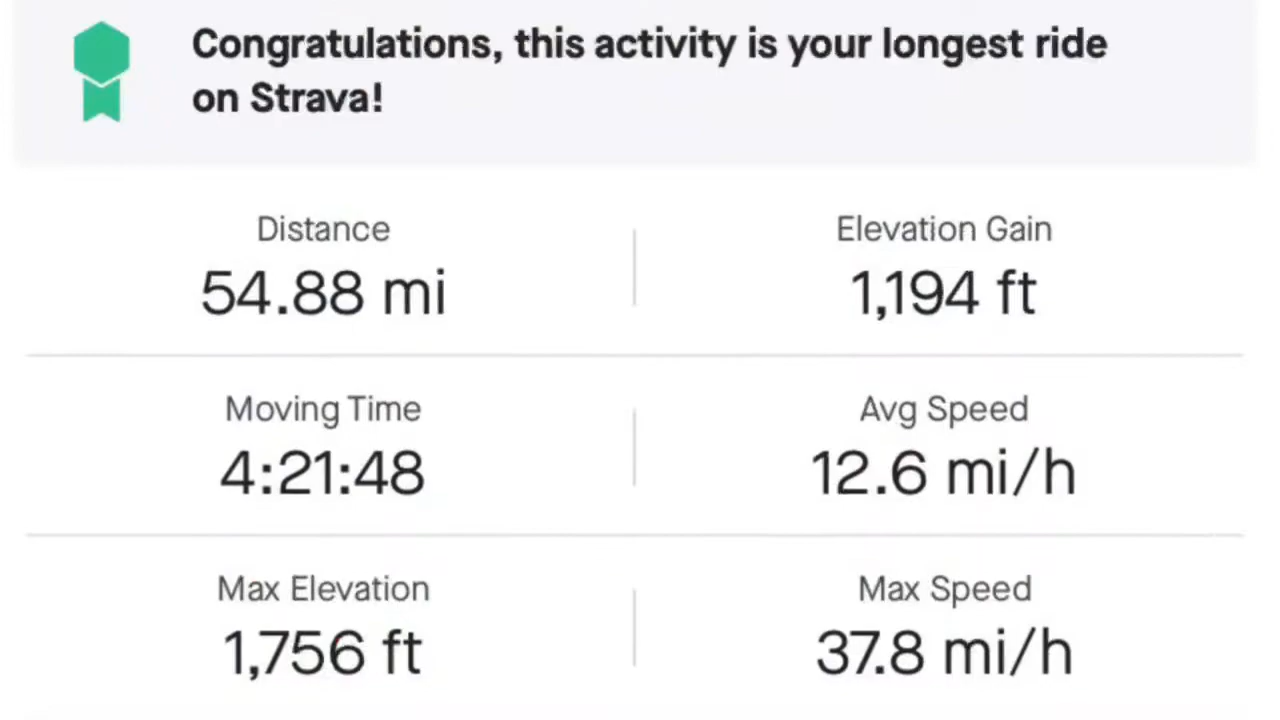 Congratulations, this activity is your longest ride
on Strava!
Distance
54.88 mi
Elevation Gain
1,194 ft
Moving Time
4:21:48
Avg Speed
12.6 mi/h
Max Elevation
1,756 ft
Max Speed
37.8 mi/h